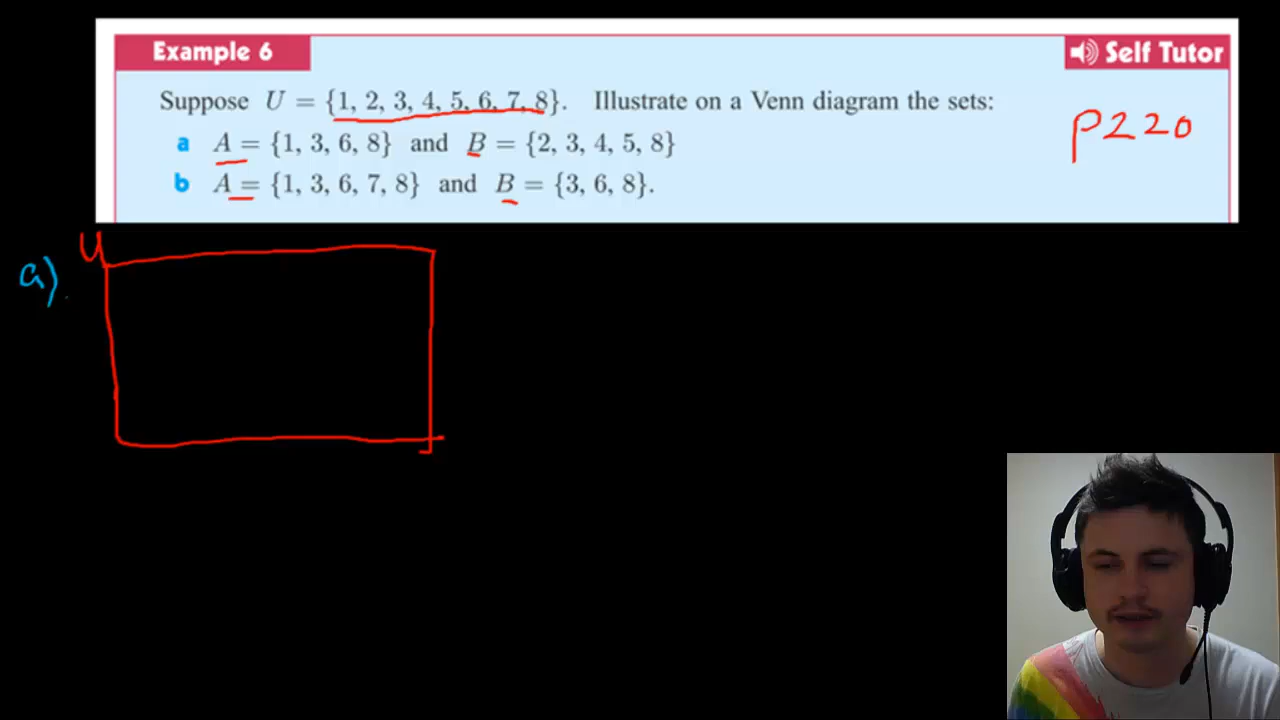 Example 6
Self Tutor
Suppose U = {1, 2, 3, 4, 5, 6, 7, 8}. Illustrate on a Venn diagram the sets:
P220
a A = {1, 3, 6, 8} and B = {2, 3, 4, 5, 8}
b A = {1, 3, 6, 7, 8} and B = {3, 6, 8}.
U
a)